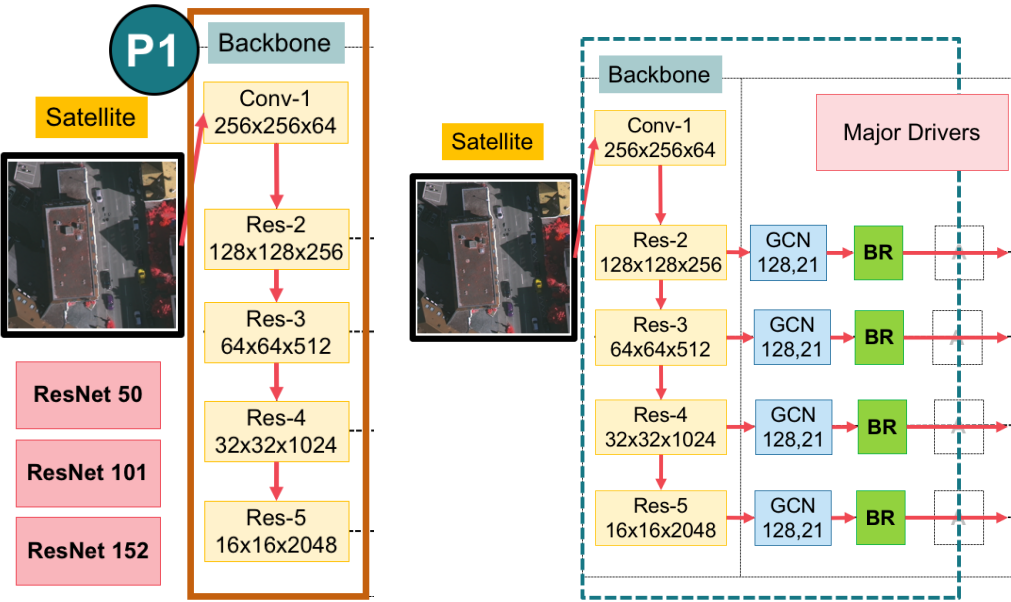 P1
Backbone
Satellite
Conv-1
256x256x64
Res-2
128x128x256
Res-3
64x64x512
Res-4
32x32x1024
Res-5
16x16x2048
ResNet 50
ResNet 101
ResNet 152
Backbone
Satellite
Conv-1
256x256x64
Major Drivers
Res-2
128x128x256
GCN
128,21
BR
A
Res-3
64x64x512
GCN
128,21
BR
A
Res-4
32x32x1024
GCN
128,21
BR
A
Res-5
16x16x2048
GCN
128,21
BR
A